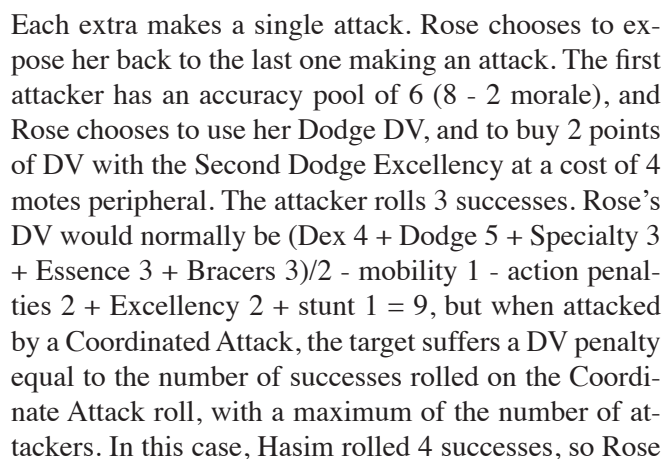 Each extra makes a single attack. Rose chooses to ex-
pose her back to the last one making an attack. The first
attacker has an accuracy pool of 6 (8 - 2 morale), and
Rose chooses to use her Dodge DV, and to buy 2 points
of DV with the Second Dodge Excellency at a cost of 4
motes peripheral. The attacker rolls 3 successes. Rose’s
DV would normally be (Dex 4 + Dodge 5 + Specialty 3
+ Essence 3 + Bracers 3)/2 - mobility 1 - action penal-
ties 2 + Excellency 2 + stunt 1 = 9, but when attacked
by a Coordinated Attack, the target suffers a DV penalty
equal to the number of successes rolled on the Coordi-
nate Attack roll, with a maximum of the number of at-
tackers. In this case, Hasim rolled 4 successes, so Rose